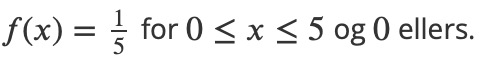 f(x) = 1/5 for 0 ≤ x ≤ 5 og 0 ellers.